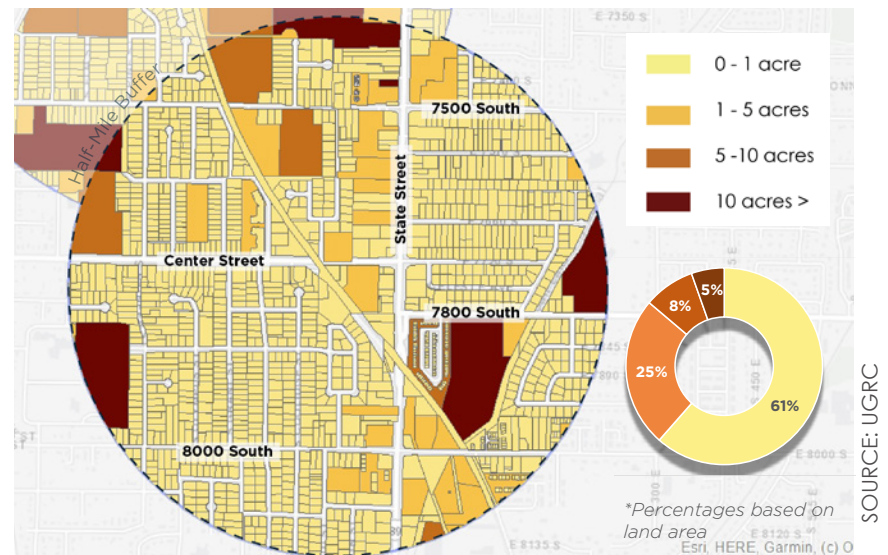 E 7350 S
Half-Mile Buffer
7500 South
State Street
Center Street
7800 South
8000 South
0 - 1 acre
1 - 5 acres
5 -10 acres
10 acres >
5%
8%
25%
61%
450 E
E 8000 S
E 8120 S
E 8135 S
*Percentages based on
land area
Esri, HERE, Garmin, (c) O
SOURCE: UGRC